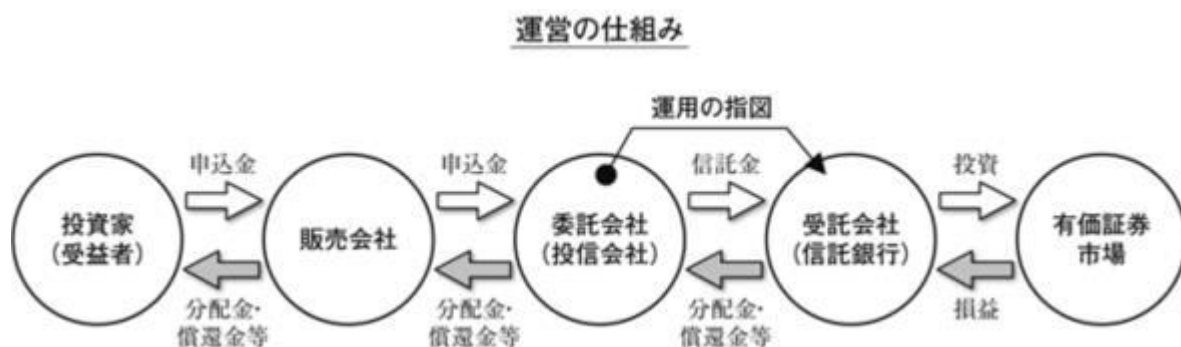 運営の仕組み
運用の指図
申込金
申込金
信託金
投資
投資家
(受益者)
販売会社
委託会社
(投信会社)
受託会社
(信託銀行)
有価証券
市場
分配金・
償還金等
分配金・
償還金等
分配金・
償還金等
損益